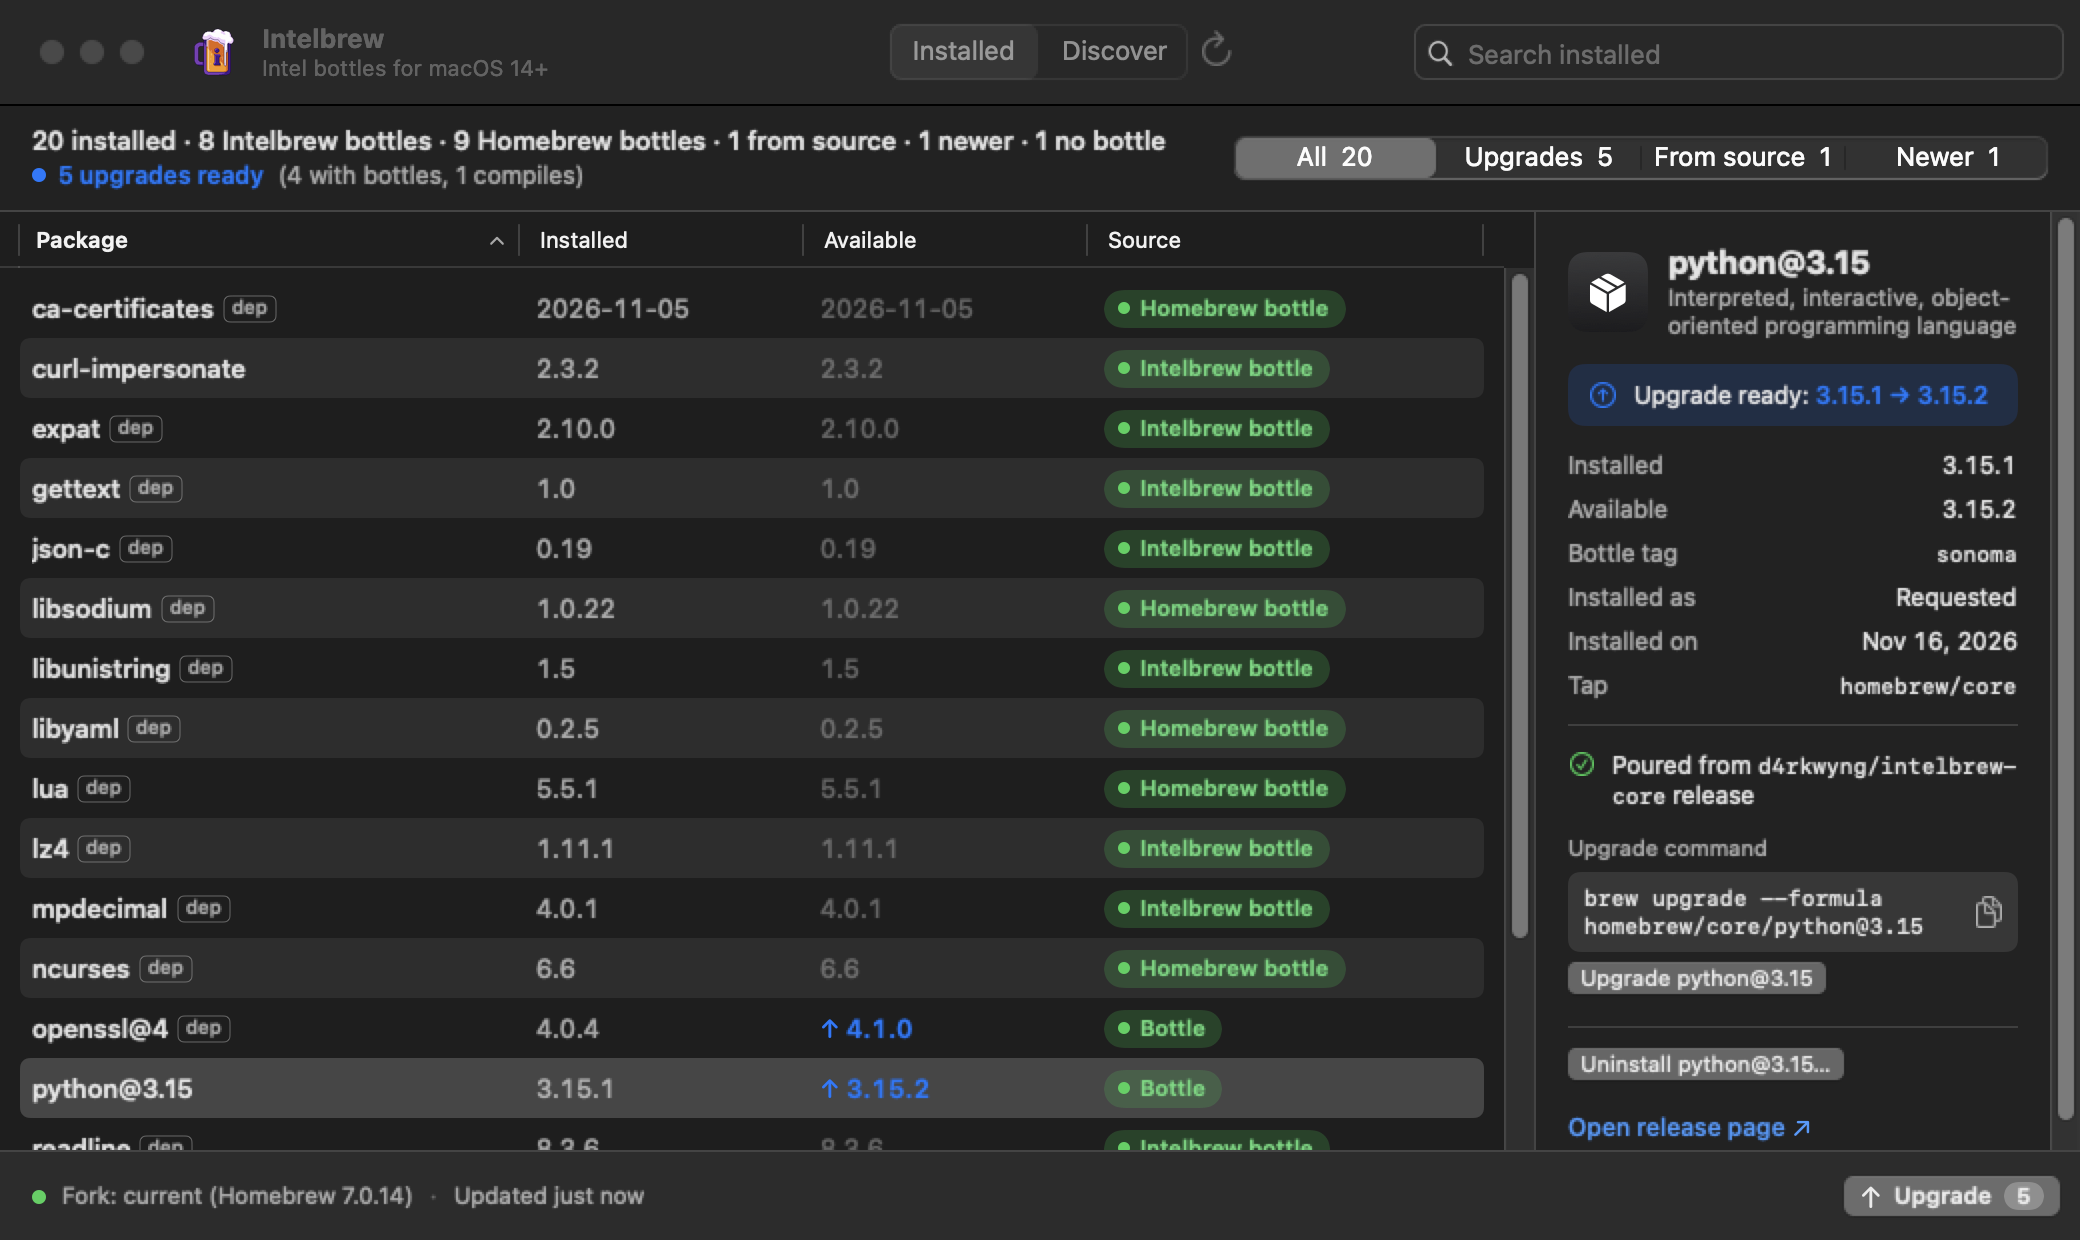 Intelbrew
Intel bottles for macOS 14+
Installed
Discover
Search installed
20 installed · 8 Intelbrew bottles · 9 Homebrew bottles · 1 from source · 1 newer · 1 no bottle
5 upgrades ready (4 with bottles, 1 compiles)
All 20
Upgrades 5
From source 1
Newer 1
Package Installed Available Source
ca-certificates dep 2026-11-05 2026-11-05 Homebrew bottle
curl-impersonate 2.3.2 2.3.2 Intelbrew bottle
expat dep 2.10.0 2.10.0 Intelbrew bottle
gettext dep 1.0 1.0 Intelbrew bottle
json-c dep 0.19 0.19 Intelbrew bottle
libsodium dep 1.0.22 1.0.22 Homebrew bottle
libunistring dep 1.5 1.5 Intelbrew bottle
libyaml dep 0.2.5 0.2.5 Homebrew bottle
lua dep 5.5.1 5.5.1 Homebrew bottle
lz4 dep 1.11.1 1.11.1 Intelbrew bottle
mpdecimal dep 4.0.1 4.0.1 Intelbrew bottle
ncurses dep 6.6 6.6 Homebrew bottle
openssl@4 dep 4.0.4 ↑ 4.1.0 Bottle
python@3.15 3.15.1 ↑ 3.15.2 Bottle
readline dep 8.3.6 8.3.6 Intelbrew bottle
python@3.15
Interpreted, interactive, object-
oriented programming language
Upgrade ready: 3.15.1 → 3.15.2
Installed 3.15.1
Available 3.15.2
Bottle tag sonoma
Installed as Requested
Installed on Nov 16, 2026
Tap homebrew/core
Poured from d4rkwyng/intelbrew-
core release
Upgrade command
brew upgrade --formula
homebrew/core/python@3.15
Upgrade python@3.15
Uninstall python@3.15...
Open release page ↗
Fork: current (Homebrew 7.0.14) · Updated just now
↑ Upgrade 5